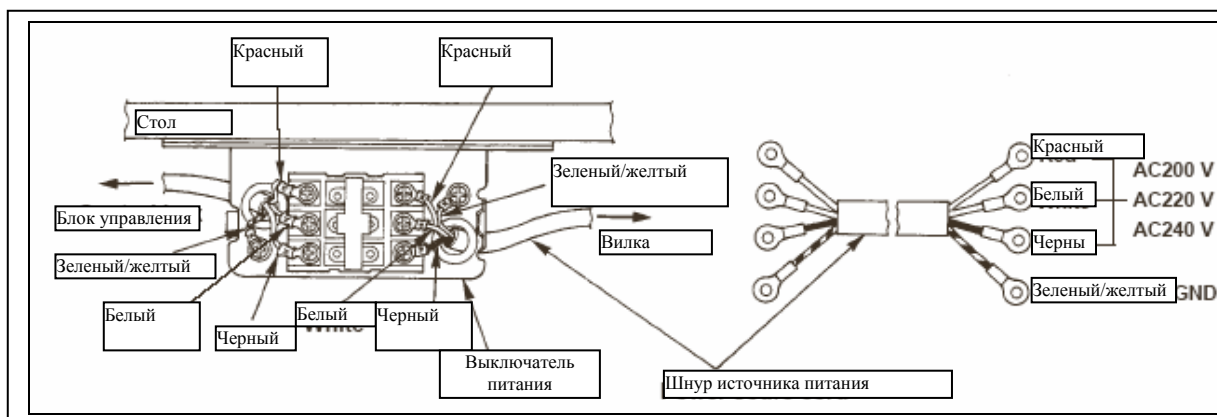 Красный
Красный
Стол
Зеленый/желтый
Блок управления
Вилка
Зеленый/желтый
Белый
Черный
Белый
Черный
Выключатель
питания
Красный
AC200 V
Белый
AC220 V
Черны
AC240 V
Зеленый/желтый
GND
Шнур источника питания